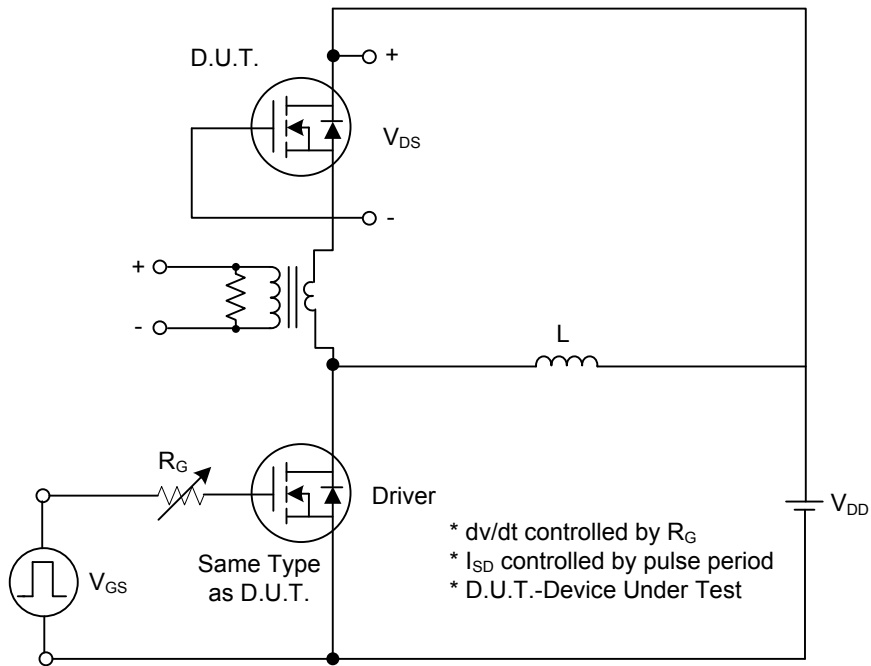 D.U.T.
+
VDS
-
+
-
L
RG
Driver
VDD
VGS
Same Type
as D.U.T.
* dv/dt controlled by RG
* ISD controlled by pulse period
* D.U.T.-Device Under Test